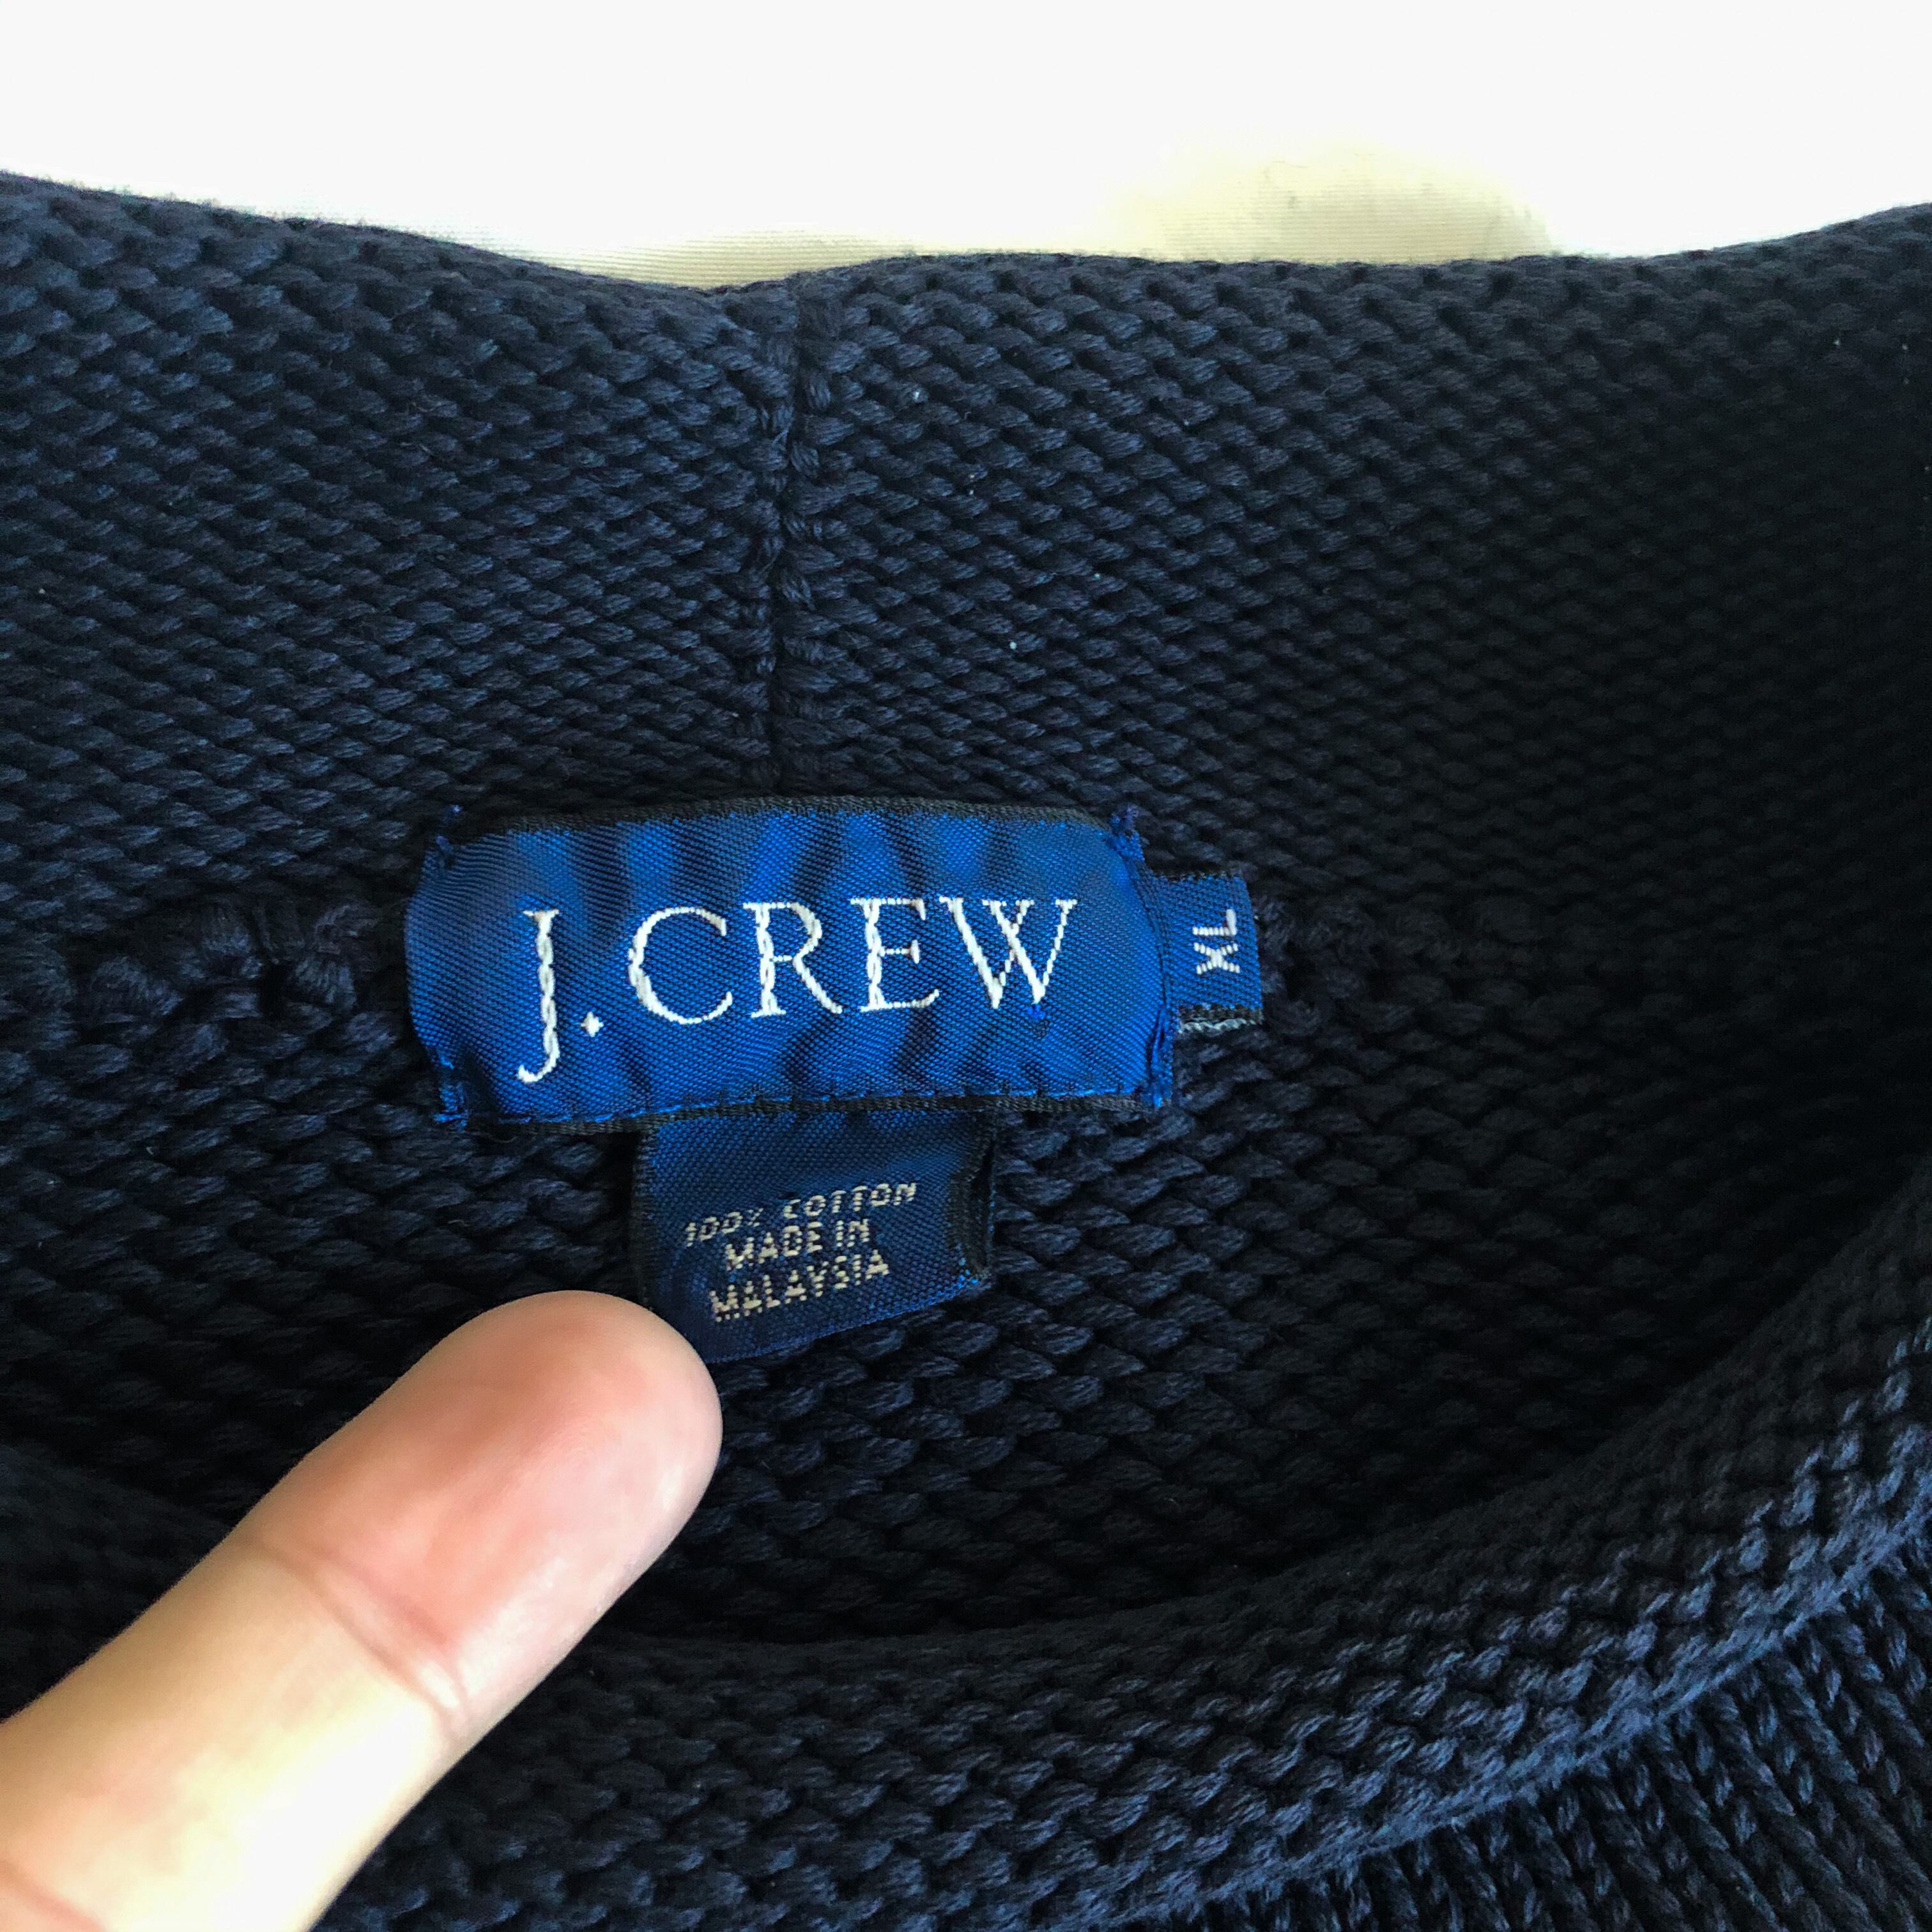 J. CREW
XL
100% COTTON
MADE IN
MALAYSIA